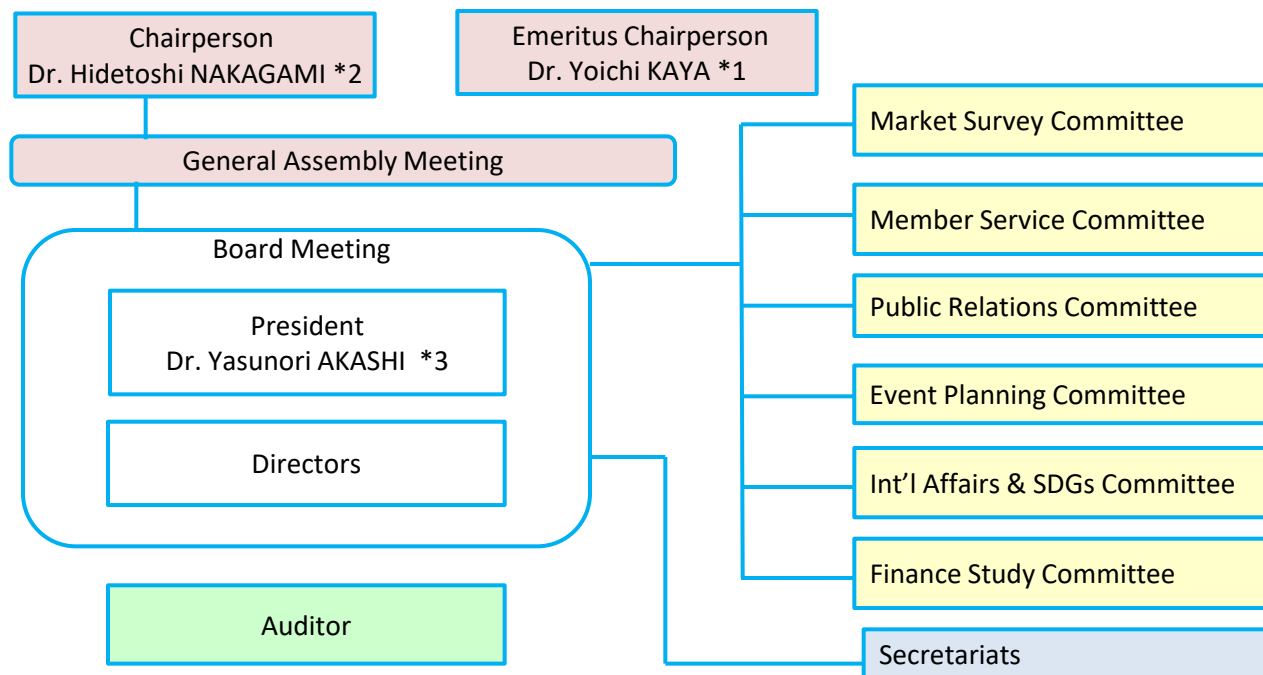 Chairperson
Dr. Hidetoshi NAKAGAMI *2
Emeritus Chairperson
Dr. Yoichi KAYA *1
General Assembly Meeting
Board Meeting
President
Dr. Yasunori AKASHI *3
Directors
Auditor
Market Survey Committee
Member Service Committee
Public Relations Committee
Event Planning Committee
Int’l Affairs & SDGs Committee
Finance Study Committee
Secretariats